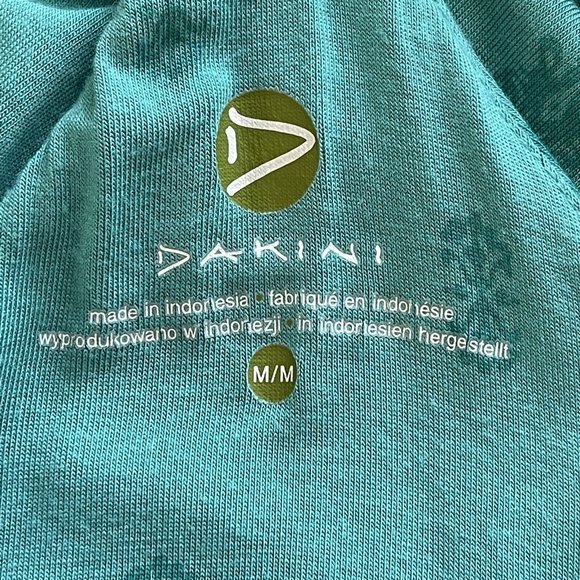 DAKINI
made in indonesia • fabriqué en indonésie
wyprodukowano w indonezji • in indonesien hergestellt
M/M